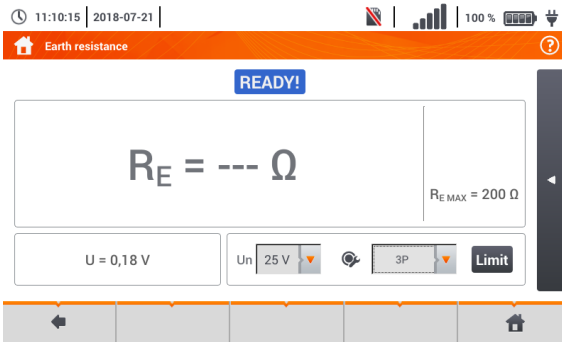 11:10:15 2018-07-21 100 %
Earth resistance ?
READY!
RE = --- Ω
RE MAX = 200 Ω
U = 0,18 V
Un 25 V 3P Limit